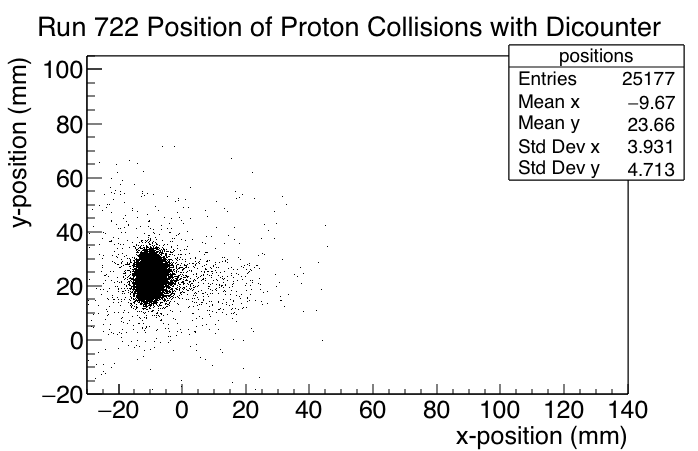 Run 722 Position of Proton Collisions with Dicounter
positions
Entries 25177
Mean x −9.67
Mean y 23.66
Std Dev x 3.931
Std Dev y 4.713
y-position (mm)
100
80
60
40
20
0
−20
−20 0 20 40 60 80 100 120 140
x-position (mm)